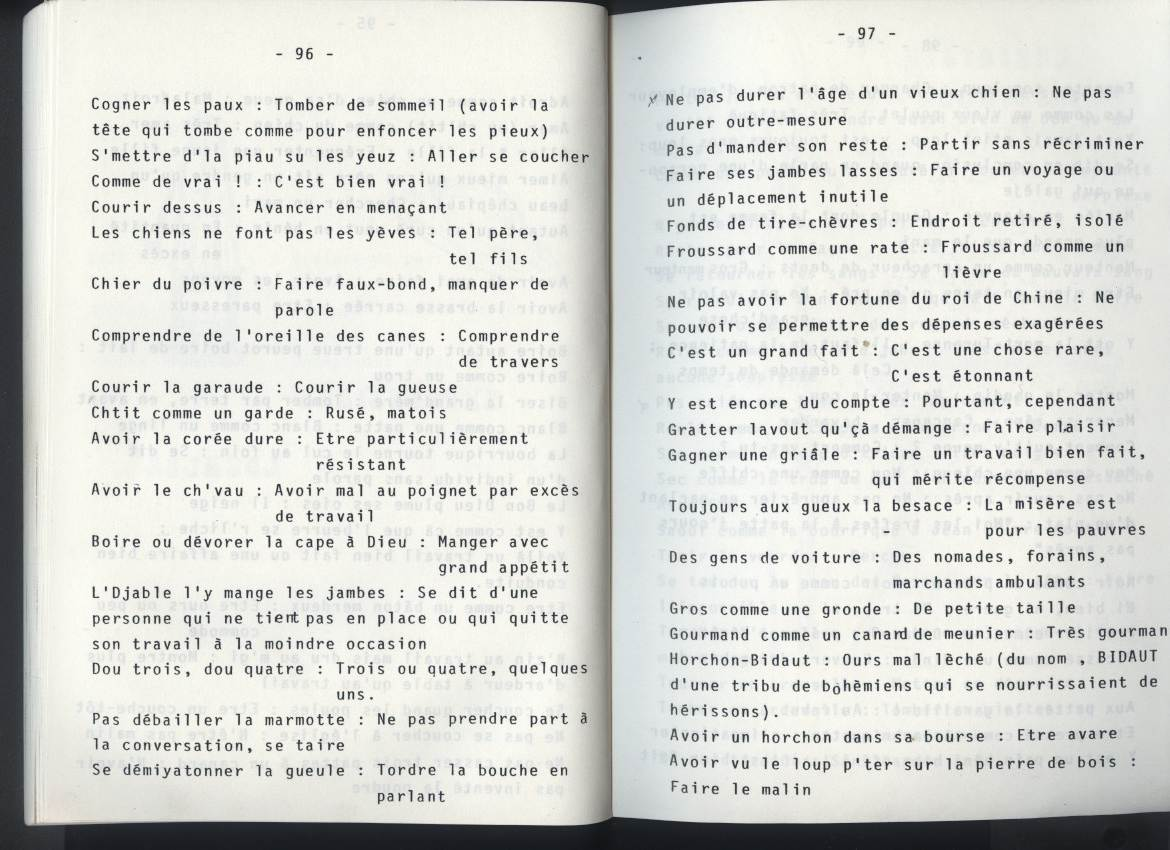 - 96 -
Cogner les paux : Tomber de sommeil (avoir la
tête qui tombe comme pour enfoncer les pieux)
S'mettre d'la piau su les yeuz : Aller se coucher
Comme de vrai ! : C'est bien vrai !
Courir dessus : Avancer en menaçant
Les chiens ne font pas les yèves : Tel père,
tel fils
Chier du poivre : Faire faux-bond, manquer de
parole
Comprendre de l'oreille des canes : Comprendre
de travers
Courir la garaude : Courir la gueuse
Chtit comme un garde : Rusé, matois
Avoir la corée dure : Etre particulièrement
résistant
Avoir le ch'vau : Avoir mal au poignet par excès
de travail
Boire ou dévorer la cape à Dieu : Manger avec
grand appétit
L'Djable l'y mange les jambes : Se dit d'une
personne qui ne tient pas en place ou qui quitte
son travail à la moindre occasion
Dou trois, dou quatre : Trois ou quatre, quelques
uns.
Pas débailler la marmotte : Ne pas prendre part à
la conversation, se taire
Se démiyatonner la gueule : Tordre la bouche en
parlant
- 97 -
Ne pas durer l'âge d'un vieux chien : Ne pas
durer outre-mesure
Pas d'mander son reste : Partir sans récriminer
Faire ses jambes lasses : Faire un voyage ou
un déplacement inutile
Fonds de tire-chèvres : Endroit retiré, isolé
Froussard comme une rate : Froussard comme un
lièvre
Ne pas avoir la fortune du roi de Chine : Ne
pouvoir se permettre des dépenses exagérées
C'est un grand fait : C'est une chose rare,
C'est étonnant
Y est encore du compte : Pourtant, cependant
Gratter lavout qu'çà démange : Faire plaisir
Gagner une griâle : Faire un travail bien fait,
qui mérite récompense
Toujours aux gueux la besace : La misère est
- pour les pauvres
Des gens de voiture : Des nomades, forains,
marchands ambulants
Gros comme une gronde : De petite taille
Gourmand comme un canard de meunier : Très gourman
Horchon-Bidaut : Ours mal lèché (du nom , BIDAUT
d'une tribu de bohèmiens qui se nourrissaient de
hérissons).
Avoir un horchon dans sa bourse : Etre avare
Avoir vu le loup p'ter sur la pierre de bois :
Faire le malin